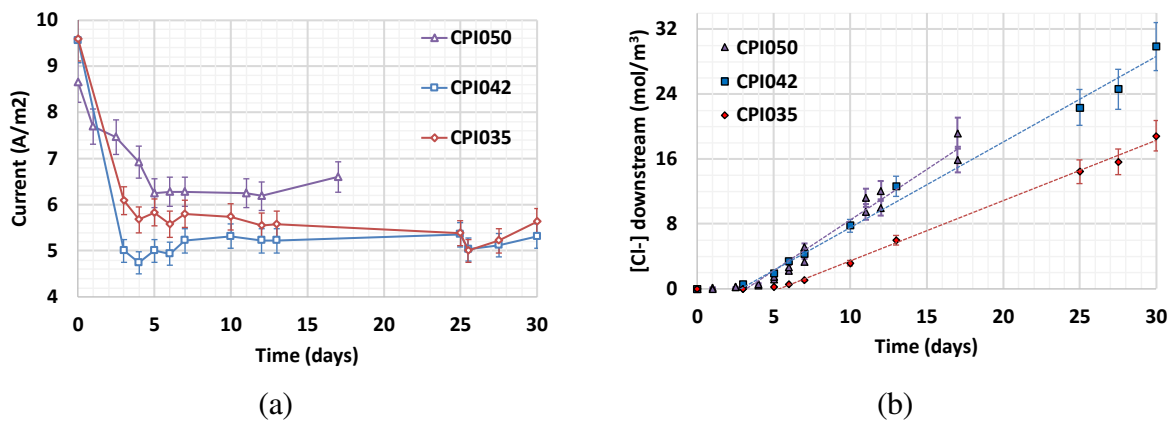 10
9
8
7
6
5
4
0 5 10 15 20 25 30
Current (A/m2)
Time (days)
CPI050
CPI042
CPI035
(a)
32
24
16
8
0
0 5 10 15 20 25 30
[Cl-] downstream (mol/m³)
Time (days)
CPI050
CPI042
CPI035
(b)